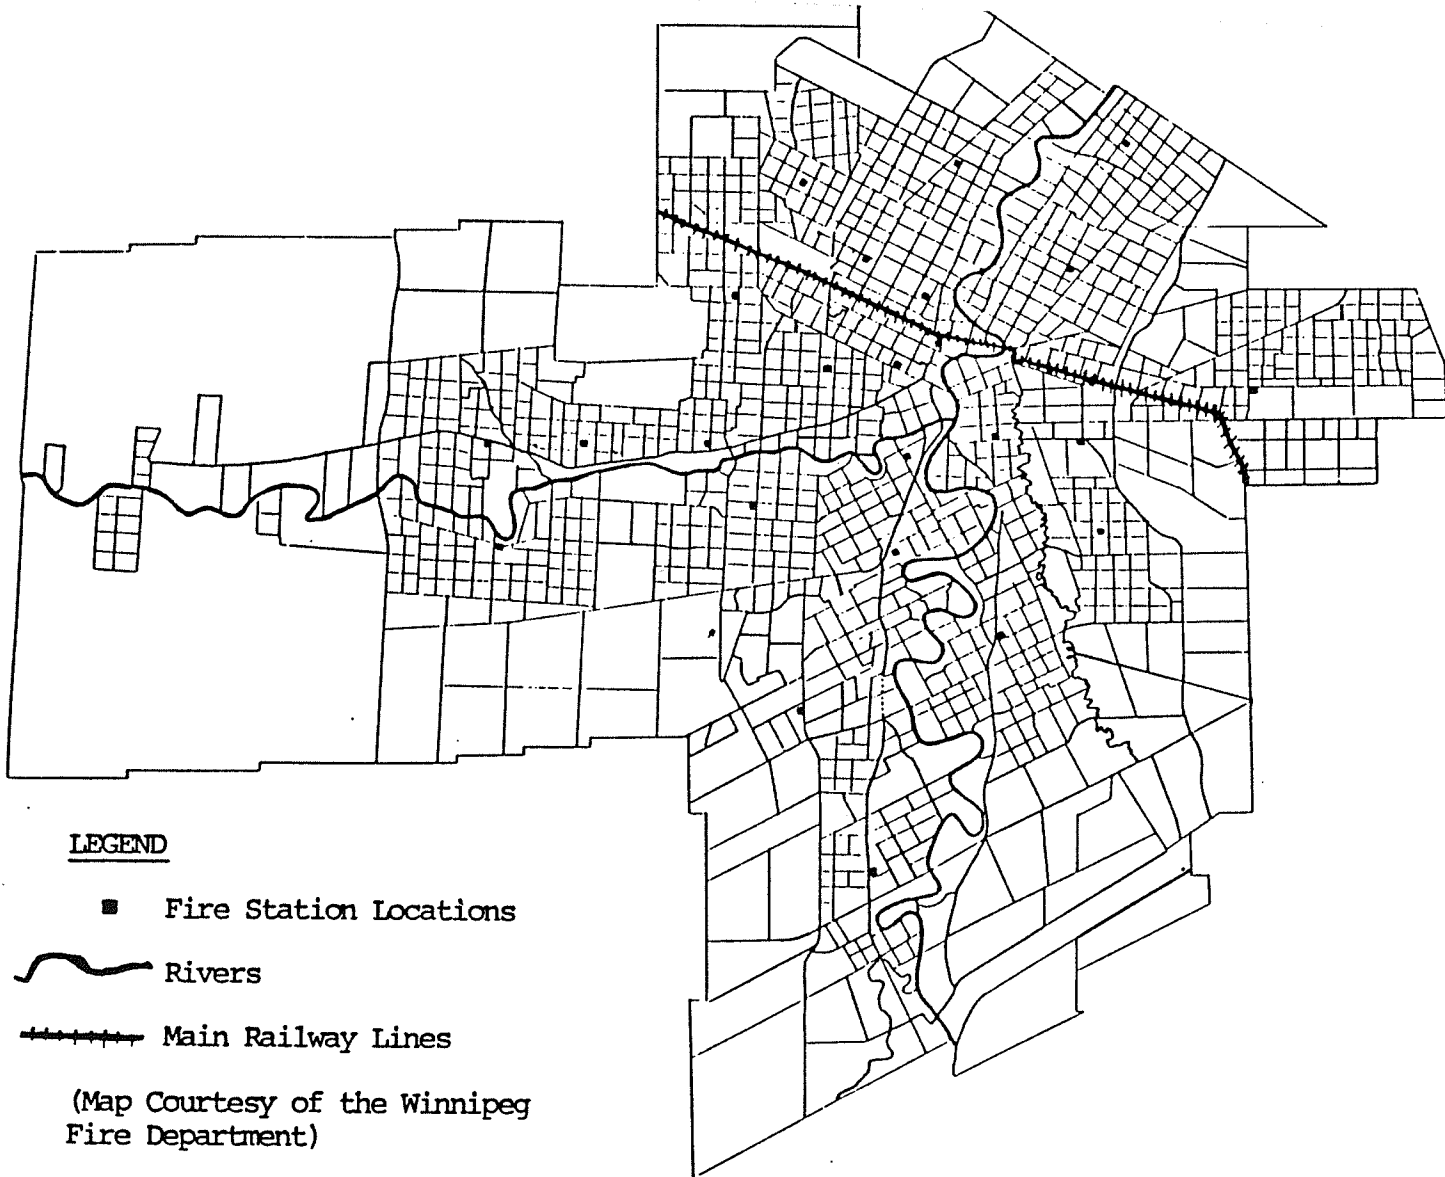 LEGEND
Fire Station Locations
Rivers
Main Railway Lines
(Map Courtesy of the Winnipeg
Fire Department)